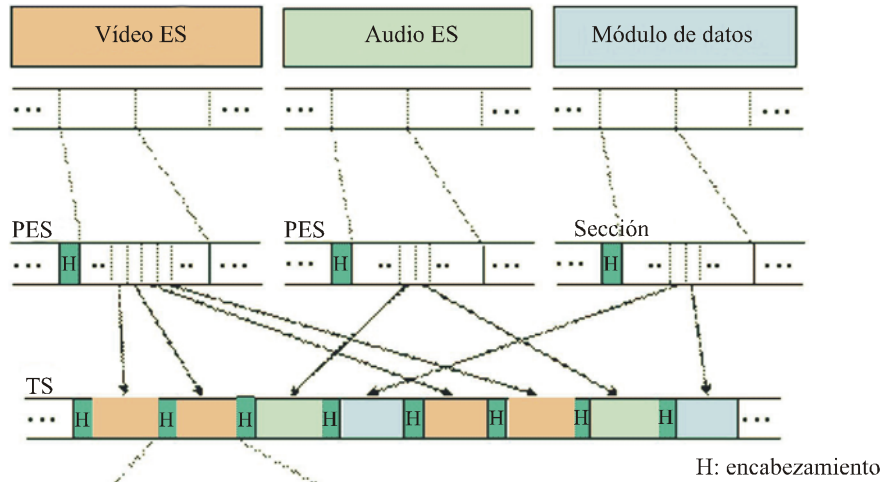 Vídeo ES Audio ES Módulo de datos
... ... ... ... ... ...
PES PES Sección
... H .. .. ... ... H .. .. ... ... H .. .. ...
TS
... H H H H H H H H ...
H: encabezamiento